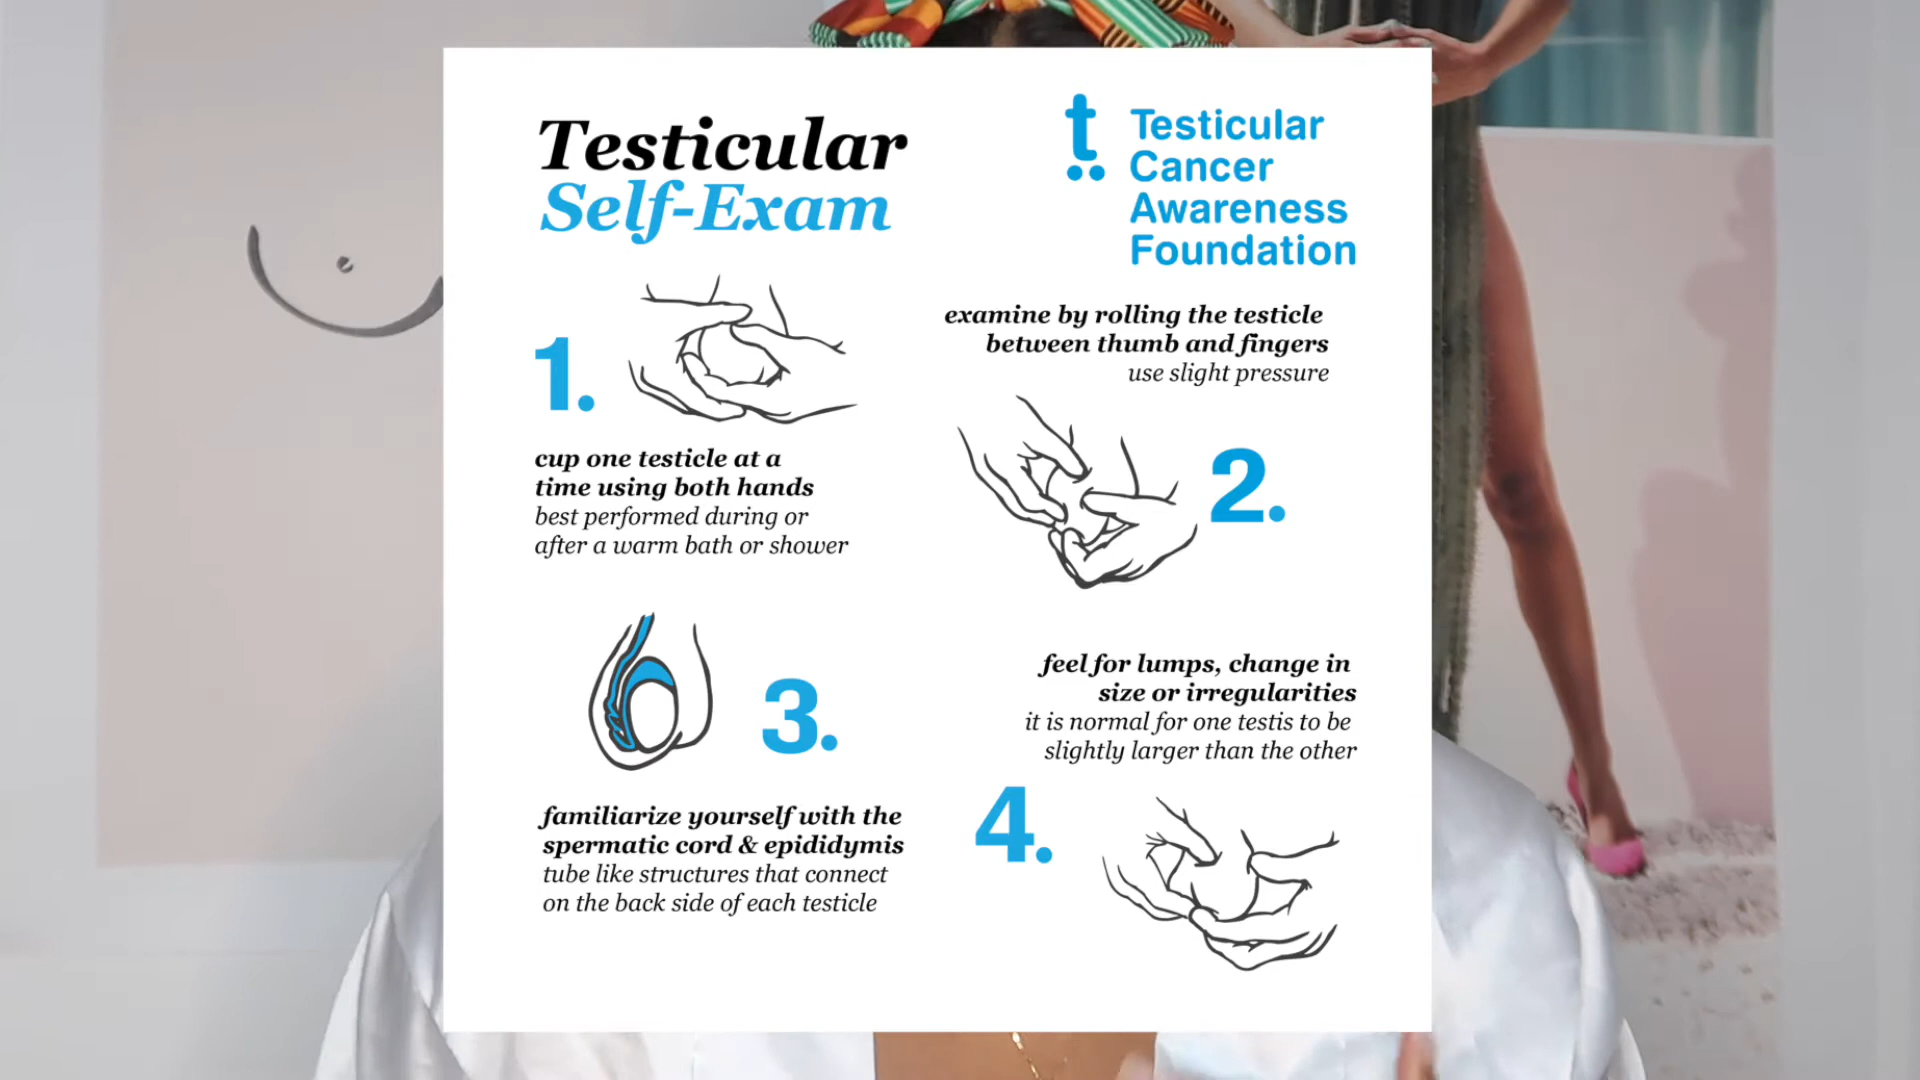 Testicular
Self-Exam
t
Testicular
Cancer
Awareness
Foundation
1.
cup one testicle at a
time using both hands
best performed during or
after a warm bath or shower
examine by rolling the testicle
between thumb and fingers
use slight pressure
2.
3.
familiarize yourself with the
spermatic cord & epididymis
tube like structures that connect
on the back side of each testicle
feel for lumps, change in
size or irregularities
it is normal for one testis to be
slightly larger than the other
4.